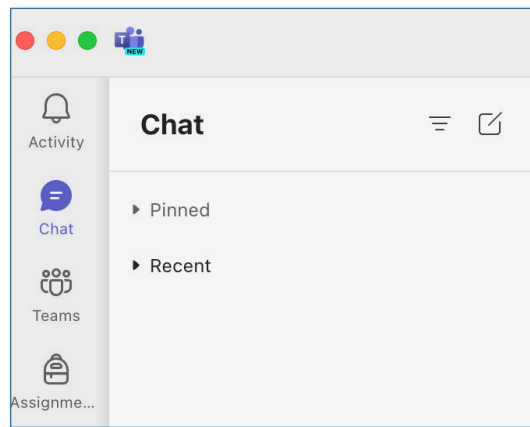 T
NEW
Activity
Chat
Chat
Pinned
Recent
Teams
Assignme...